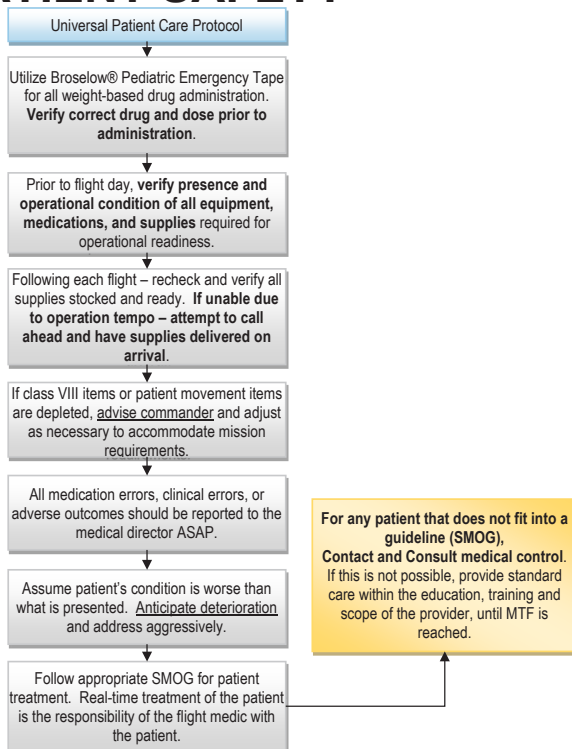 PATIENT SAFETY
Universal Patient Care Protocol
Utilize Broselow® Pediatric Emergency Tape
for all weight-based drug administration.
Verify correct drug and dose prior to
administration.
Prior to flight day, verify presence and
operational condition of all equipment,
medications, and supplies required for
operational readiness.
Following each flight – recheck and verify all
supplies stocked and ready. If unable due
to operation tempo – attempt to call
ahead and have supplies delivered on
arrival.
If class VIII items or patient movement items
are depleted, advise commander and adjust
as necessary to accommodate mission
requirements.
All medication errors, clinical errors, or
adverse outcomes should be reported to the
medical director ASAP.
Assume patient's condition is worse than
what is presented. Anticipate deterioration
and address aggressively.
Follow appropriate SMOG for patient
treatment. Real-time treatment of the patient
is the responsibility of the flight medic with
the patient.
For any patient that does not fit into a
guideline (SMOG),
Contact and Consult medical control.
If this is not possible, provide standard
care within the education, training and
scope of the provider, until MTF is
reached.